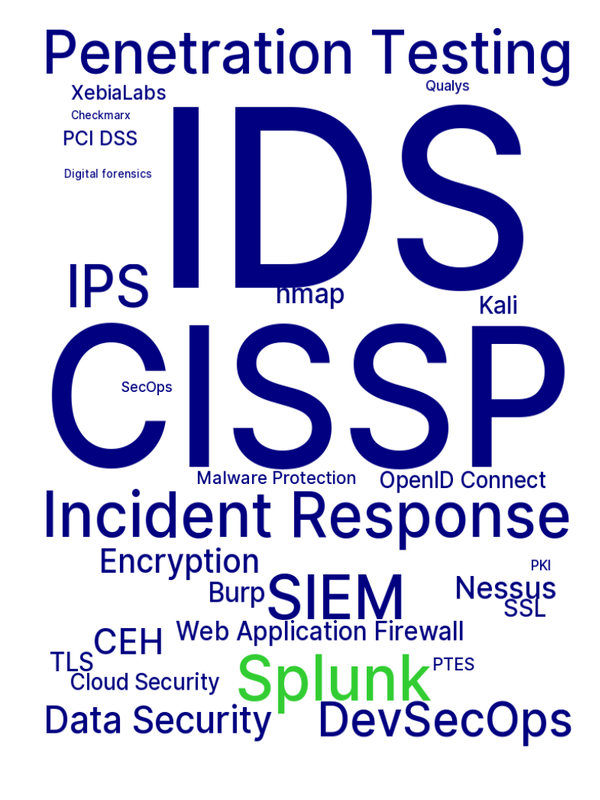 Penetration Testing
XebiaLabs
Qualys
Checkmarx
PCI DSS
Digital forensics
IDS
IPS
nmap
Kali
CISSP
SecOps
Malware Protection
OpenID Connect
Incident Response
Encryption
PKI
Burp
SIEM
Nessus
SSL
Web Application Firewall
CEH
TLS
Splunk
PTES
Cloud Security
Data Security
DevSecOps